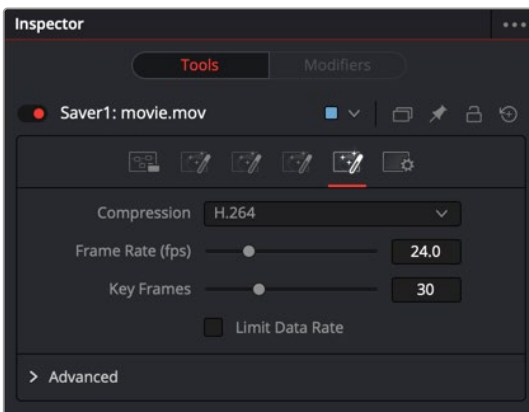 Inspector
Tools Modifiers
Saver1: movie.mov
Compression H.264
Frame Rate (fps) 24.0
Key Frames 30
Limit Data Rate
Advanced